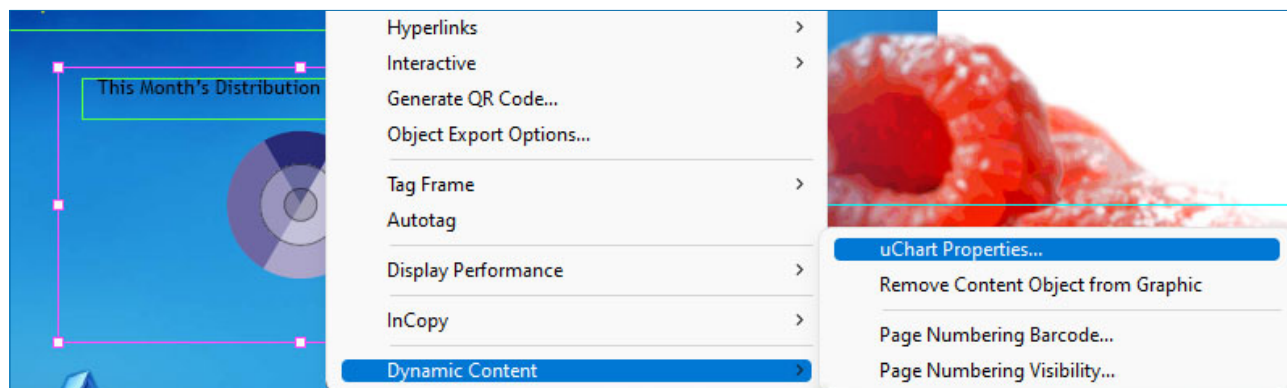 This Month's Distribution
Hyperlinks
Interactive
Generate QR Code...
Object Export Options...
Tag Frame
Autotag
Display Performance
InCopy
Dynamic Content
uChart Properties...
Remove Content Object from Graphic
Page Numbering Barcode...
Page Numbering Visibility...